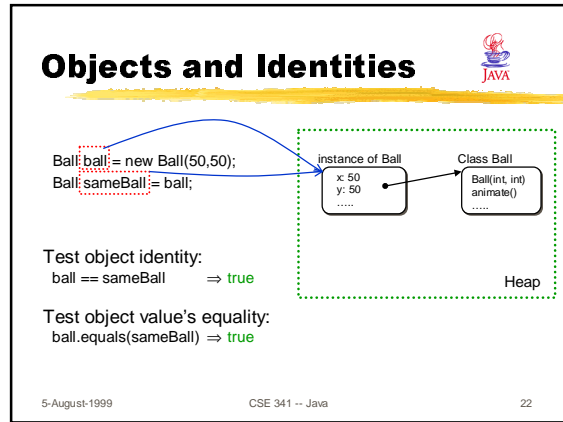 Objects and Identities
JAVA
Ball ball = new Ball(50,50);
Ball sameBall = ball;
instance of Ball
x: 50
y: 50
.....
Class Ball
Ball(int, int)
animate()
.....
Heap
Test object identity:
ball == sameBall ⇒ true
Test object value's equality:
ball.equals(sameBall) ⇒ true
5-August-1999 CSE 341 -- Java 22